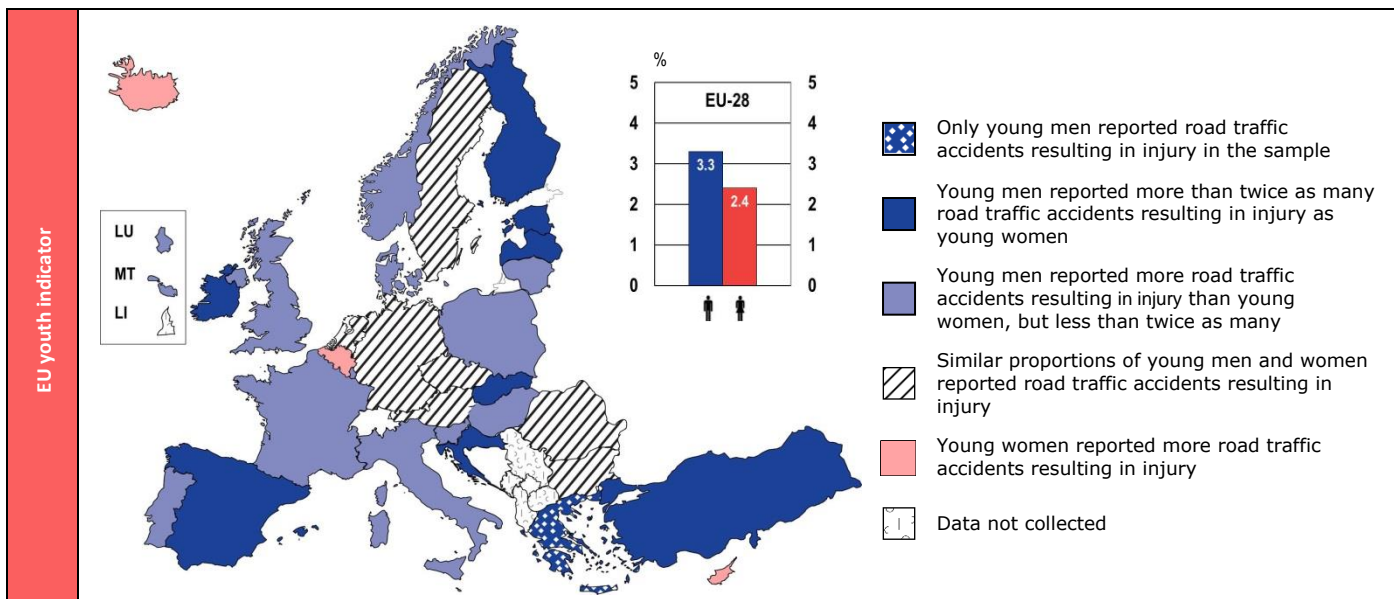 EU youth indicator
LU
MT
LI
%
EU-28
5
5
4
4
3
3
2
2
1
1
0
0
3.3
2.4
Only young men reported road traffic
accidents resulting in injury in the sample
Young men reported more than twice as many
road traffic accidents resulting in injury as
young women
Young men reported more road traffic
accidents resulting in injury than young
women, but less than twice as many
Similar proportions of young men and women
reported road traffic accidents resulting in
injury
Young women reported more road traffic
accidents resulting in injury
Data not collected